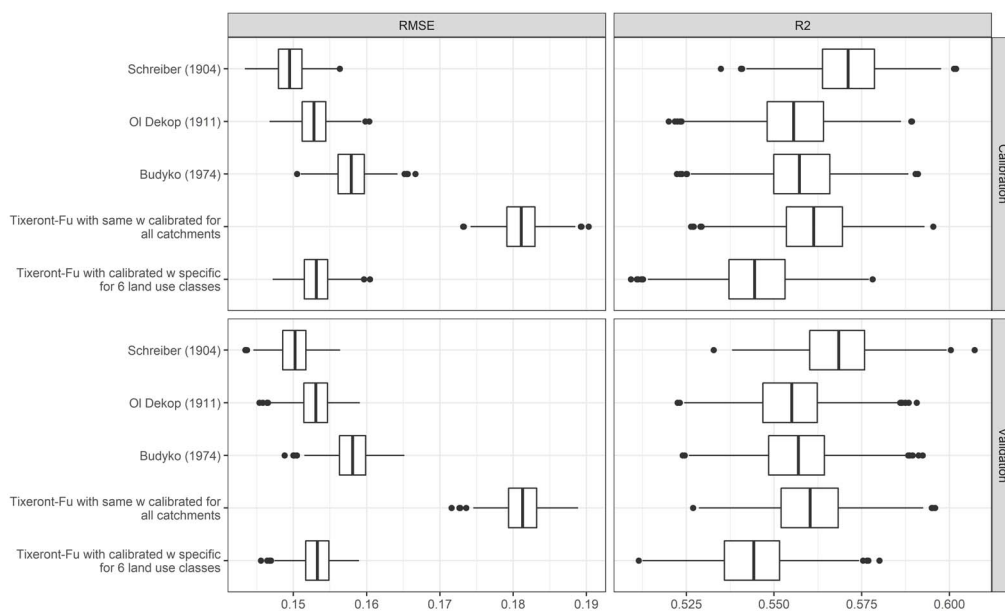 RMSE
R2
Schreiber (1904)
Ol Dekop (1911)
Budyko (1974)
Tixeront-Fu with same w calibrated for
all catchments
Tixeront-Fu with calibrated w specific
for 6 land use classes
Calibration
Schreiber (1904)
Ol Dekop (1911)
Budyko (1974)
Tixeront-Fu with same w calibrated for
all catchments
Tixeront-Fu with calibrated w specific
for 6 land use classes
Validation
0.15 0.16 0.17 0.18 0.19
0.525 0.550 0.575 0.600